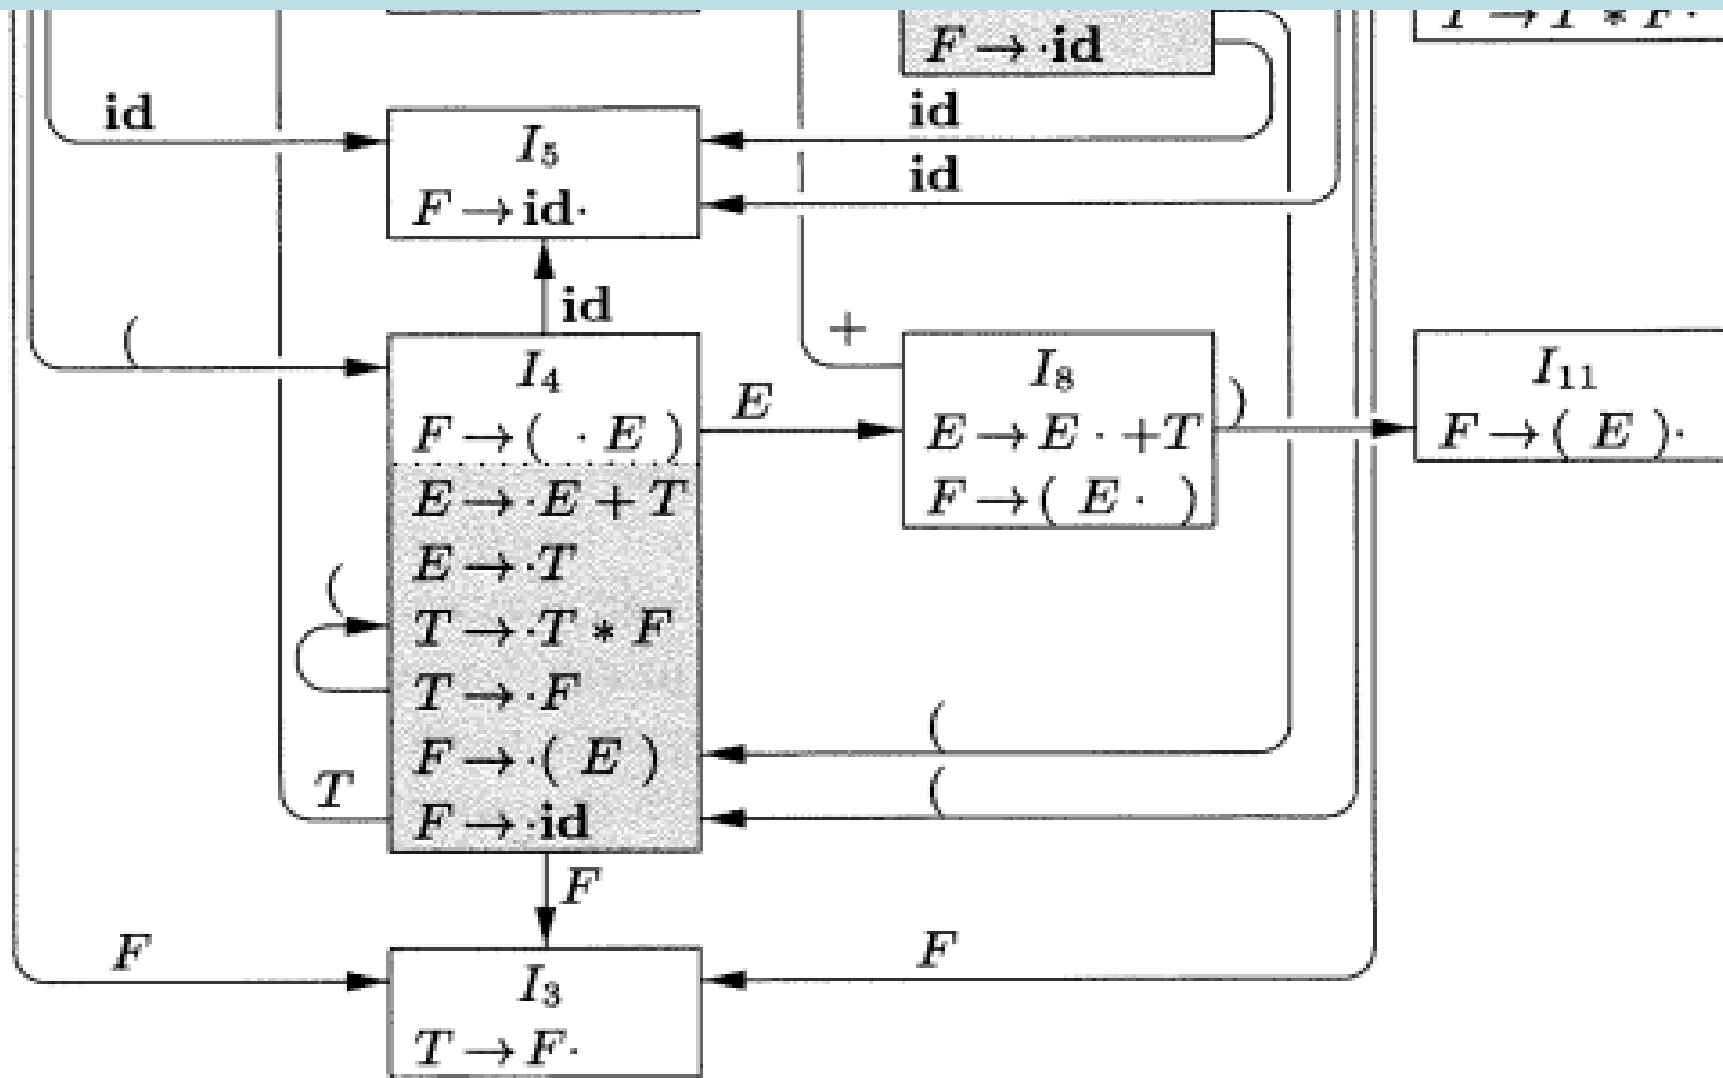 F → ·id
T → T * F·
id
id
I₅
F → id·
id
id
(
+
I₄
F → ( · E )
E → ·E + T
E → ·T
T → ·T * F
T → ·F
F → ·( E )
F → ·id
E
I₈
E → E · +T
F → ( E · )
)
I₁₁
F → ( E )·
(
(
(
T
F
F
F
I₃
T → F·